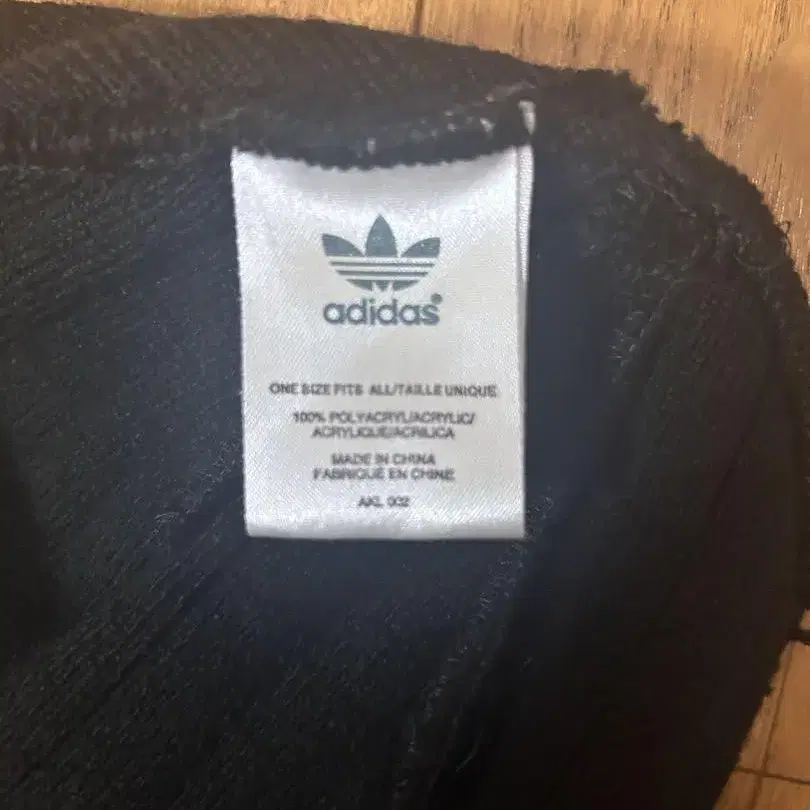 adidas®
ONE SIZE FITS ALL/TAILLE UNIQUE
100% POLYACRYL/ACRYLIC/
ACRYLIQUE/ACRILICA
MADE IN CHINA
FABRIQUÉ EN CHINE
AKL 002